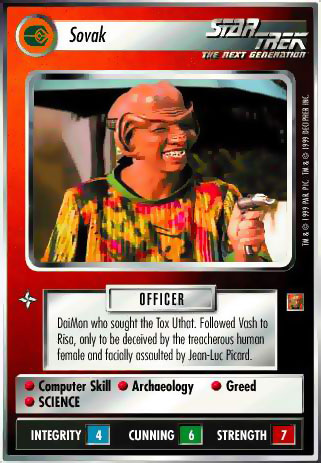 Sovak
STAR TREK
THE NEXT GENERATION
TM & © 1999 PAR. PIC. TM & © 1999 DECIPHER INC.
OFFICER
DaiMon who sought the Tox Uthat. Followed Vash to
Risa, only to be deceived by the treacherous human
female and facially assaulted by Jean-Luc Picard.
Computer Skill Archaeology Greed
SCIENCE
INTEGRITY 4 CUNNING 6 STRENGTH 7